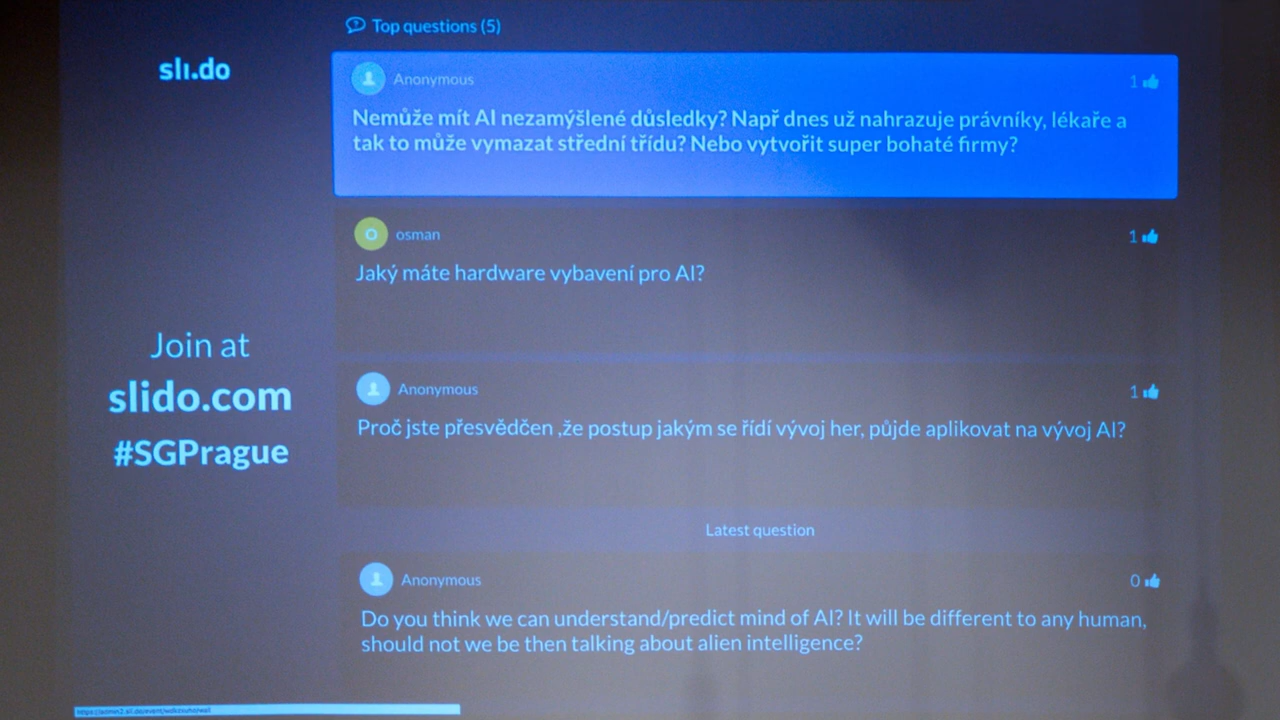 Top questions (5)
sli.do
Anonymous
1
Nemůže mít AI nezamýšlené důsledky? Např dnes už nahrazuje právníky, lékaře a
tak to může vymazat střední třídu? Nebo vytvořit super bohaté firmy?
O osman
1
Jaký máte hardware vybavení pro AI?
Join at
slido.com
#SGPrague
Anonymous
1
Proč jste přesvědčen ,že postup jakým se řídí vývoj her, půjde aplikovat na vývoj AI?
Latest question
Anonymous
0
Do you think we can understand/predict mind of AI? It will be different to any human,
should not we be then talking about alien intelligence?